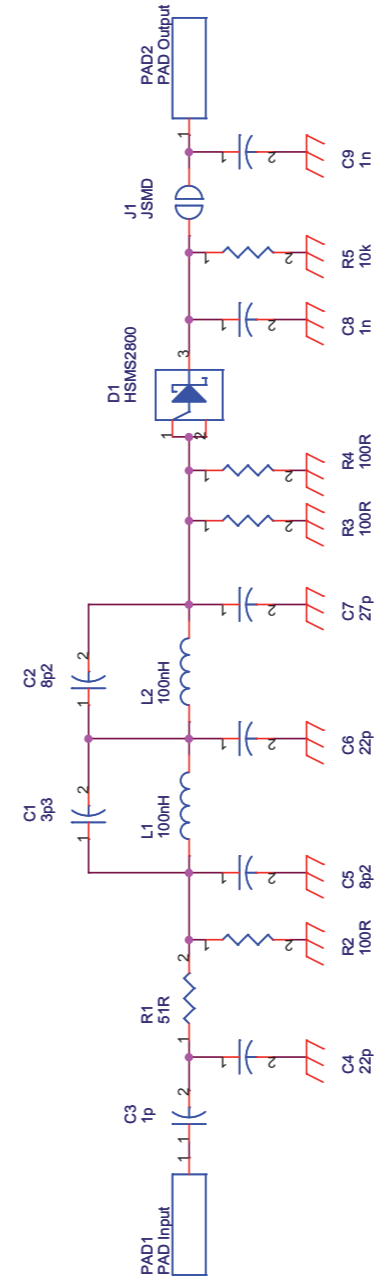 PAD1
PAD Input
1
1
2
C3
1p
1
2
C4
22p
1
2
R1
51R
1
2
R2
100R
1
2
C5
8p2
1
2
C1
3p3
L1
100nH
1
2
C6
22p
1
2
C2
8p2
L2
100nH
1
2
C7
27p
1
2
R3
100R
1
2
R4
100R
1
2
3
D1
HSMS2800
1
2
C8
1n
1
2
R5
10k
J1
JSMD
1
2
C9
1n
1
PAD2
PAD Output